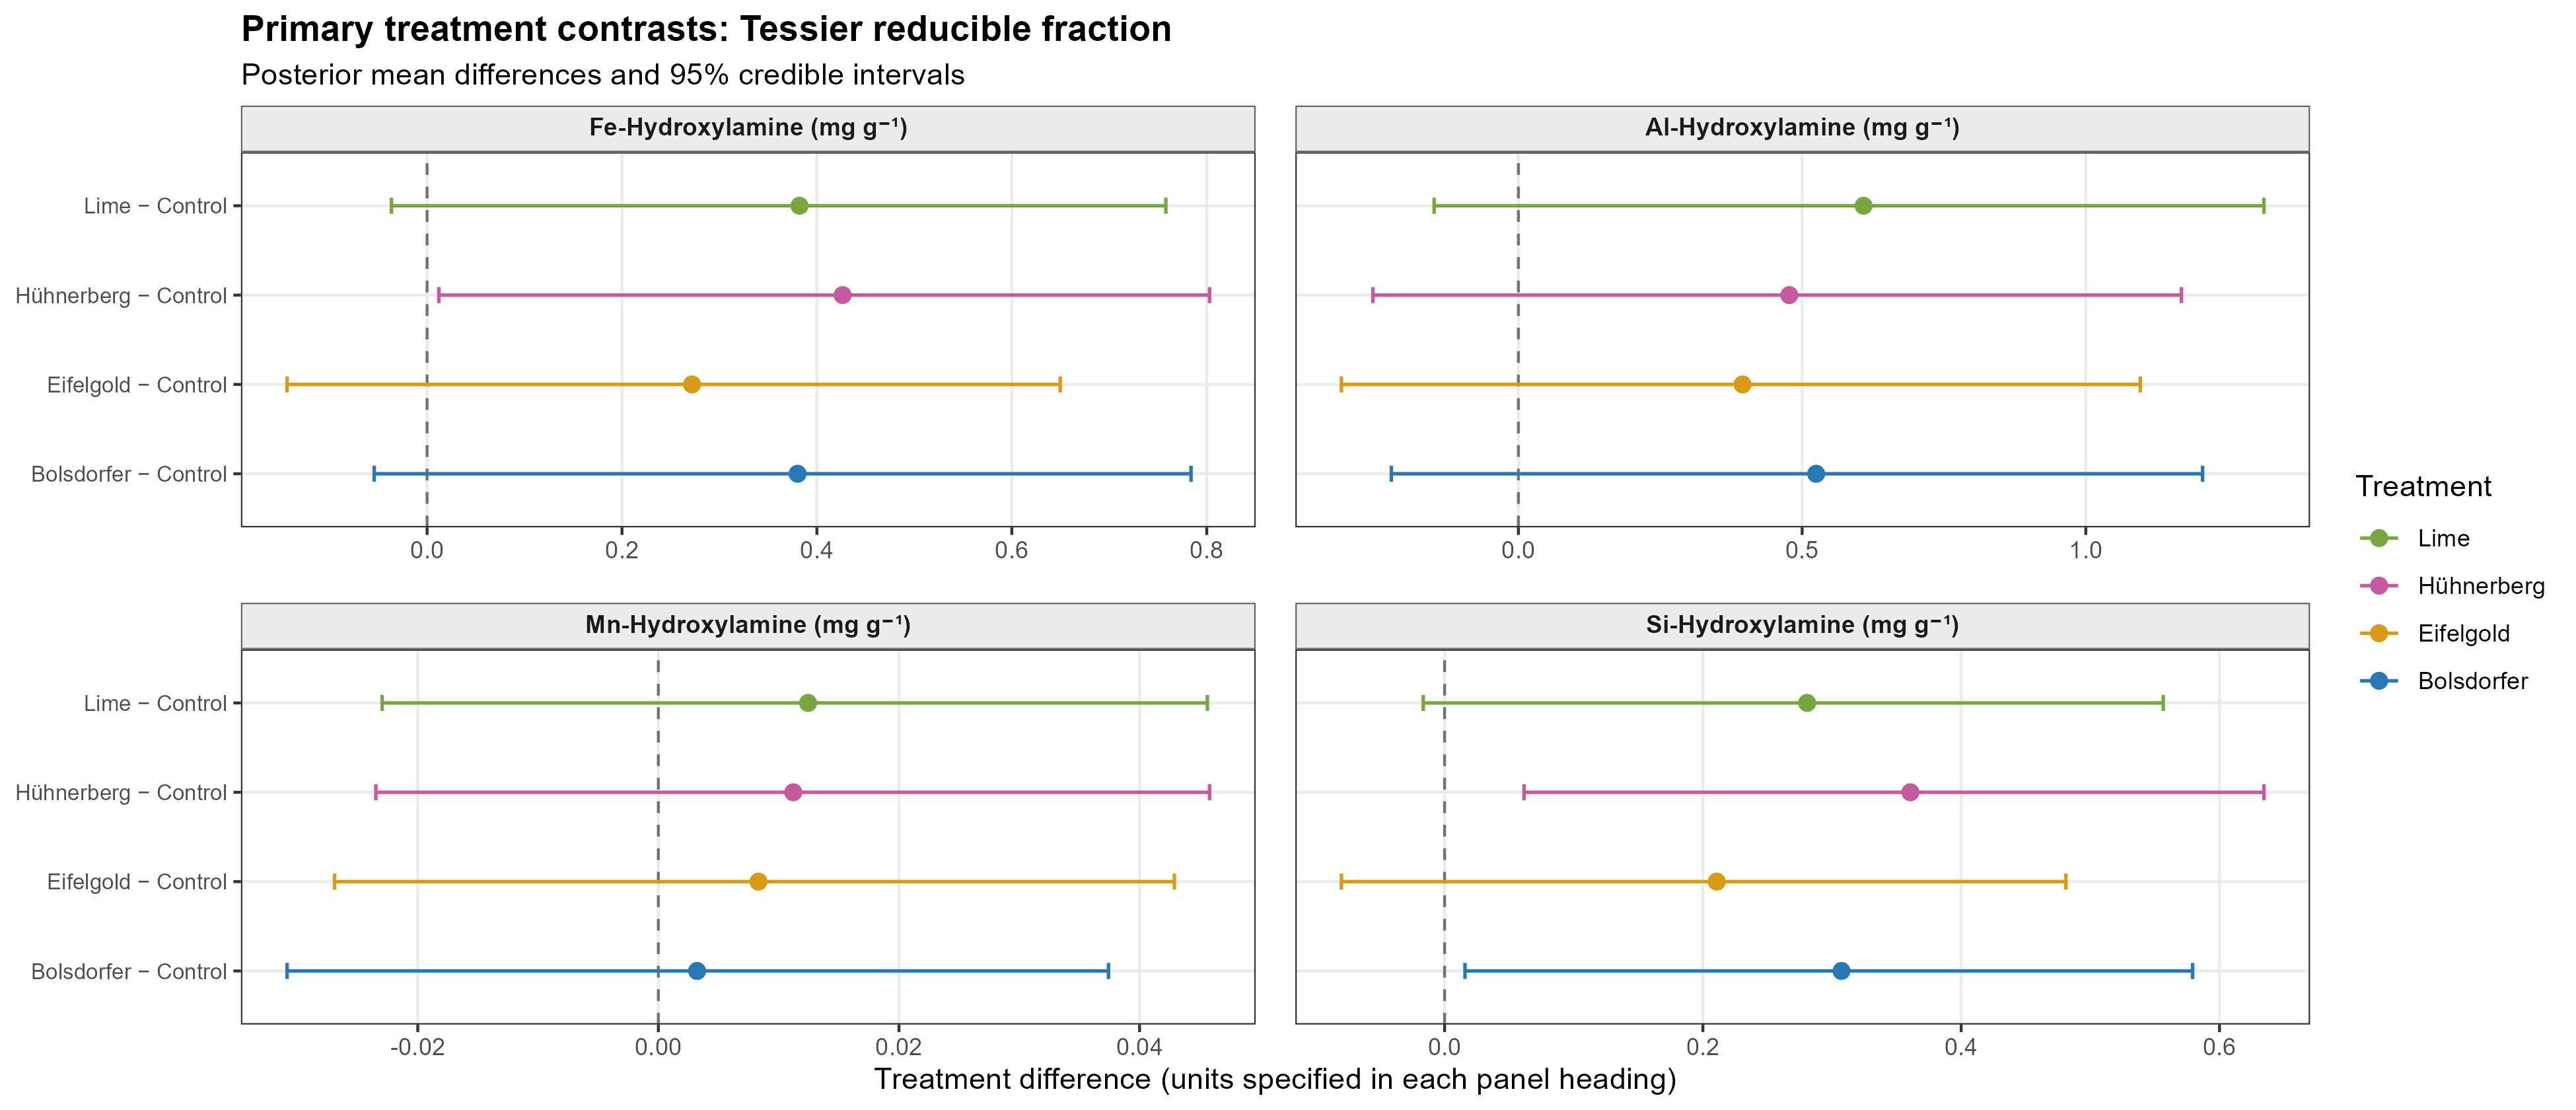 Primary treatment contrasts: Tessier reducible fraction
Posterior mean differences and 95% credible intervals
Fe-Hydroxylamine (mg g⁻¹)
Lime − Control
Hühnerberg − Control
Eifelgold − Control
Bolsdorfer − Control
0.0 0.2 0.4 0.6 0.8
Al-Hydroxylamine (mg g⁻¹)
0.0 0.5 1.0
Mn-Hydroxylamine (mg g⁻¹)
Lime − Control
Hühnerberg − Control
Eifelgold − Control
Bolsdorfer − Control
-0.02 0.00 0.02 0.04
Si-Hydroxylamine (mg g⁻¹)
0.0 0.2 0.4 0.6
Treatment difference (units specified in each panel heading)
Treatment
Lime
Hühnerberg
Eifelgold
Bolsdorfer